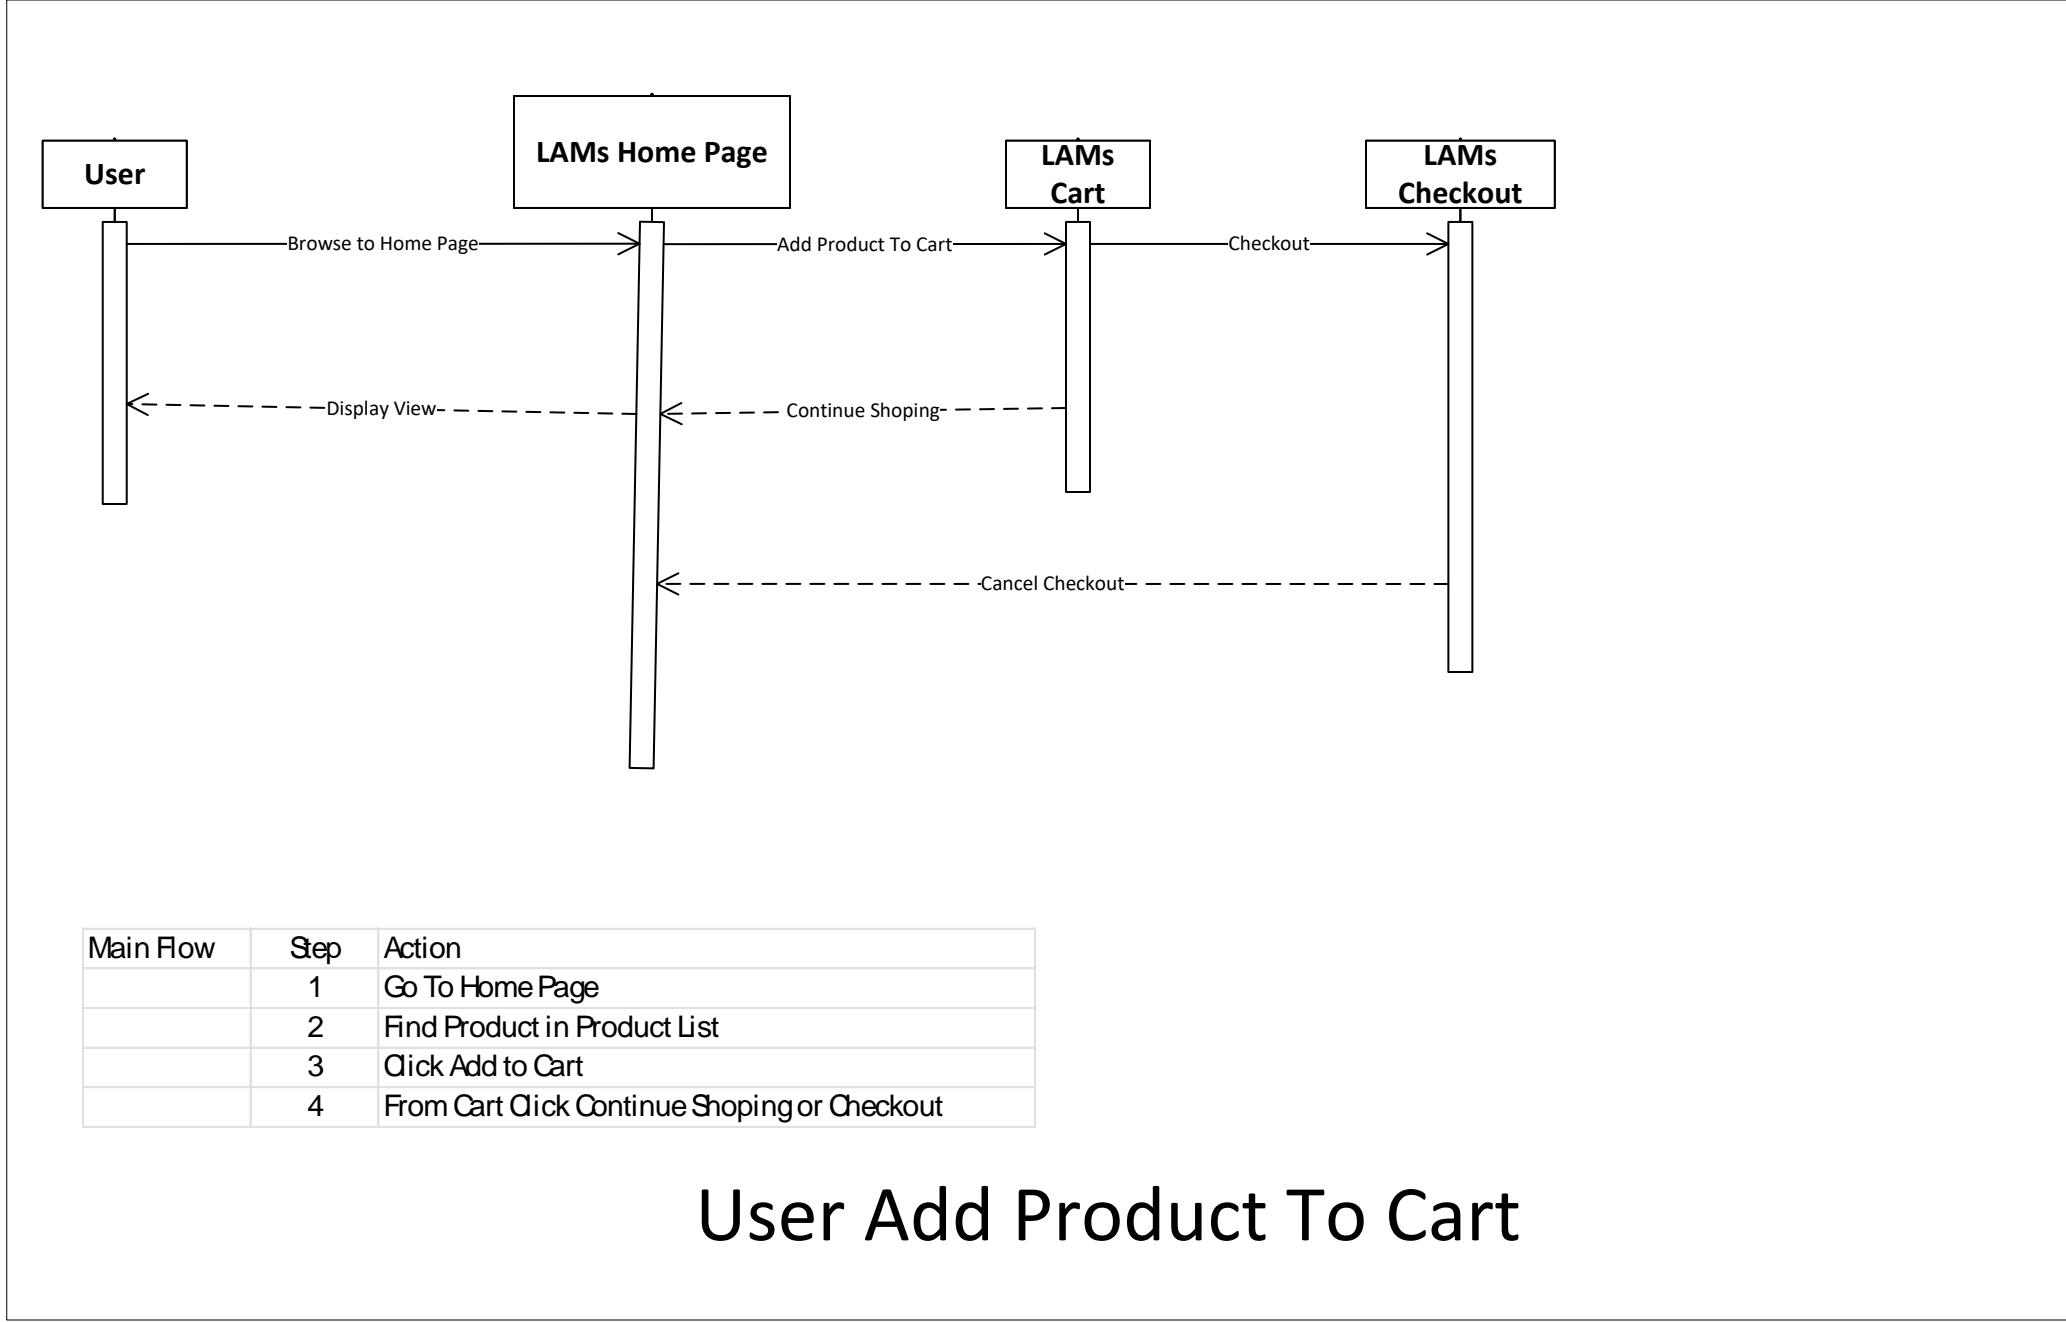 User
LAMs Home Page
LAMs
Cart
LAMs
Checkout
Browse to Home Page
Add Product To Cart
Checkout
Display View
Continue Shoping
Cancel Checkout
Main Flow Step Action
1 Go To Home Page
2 Find Product in Product List
3 Click Add to Cart
4 From Cart Click Continue Shoping or Checkout
User Add Product To Cart